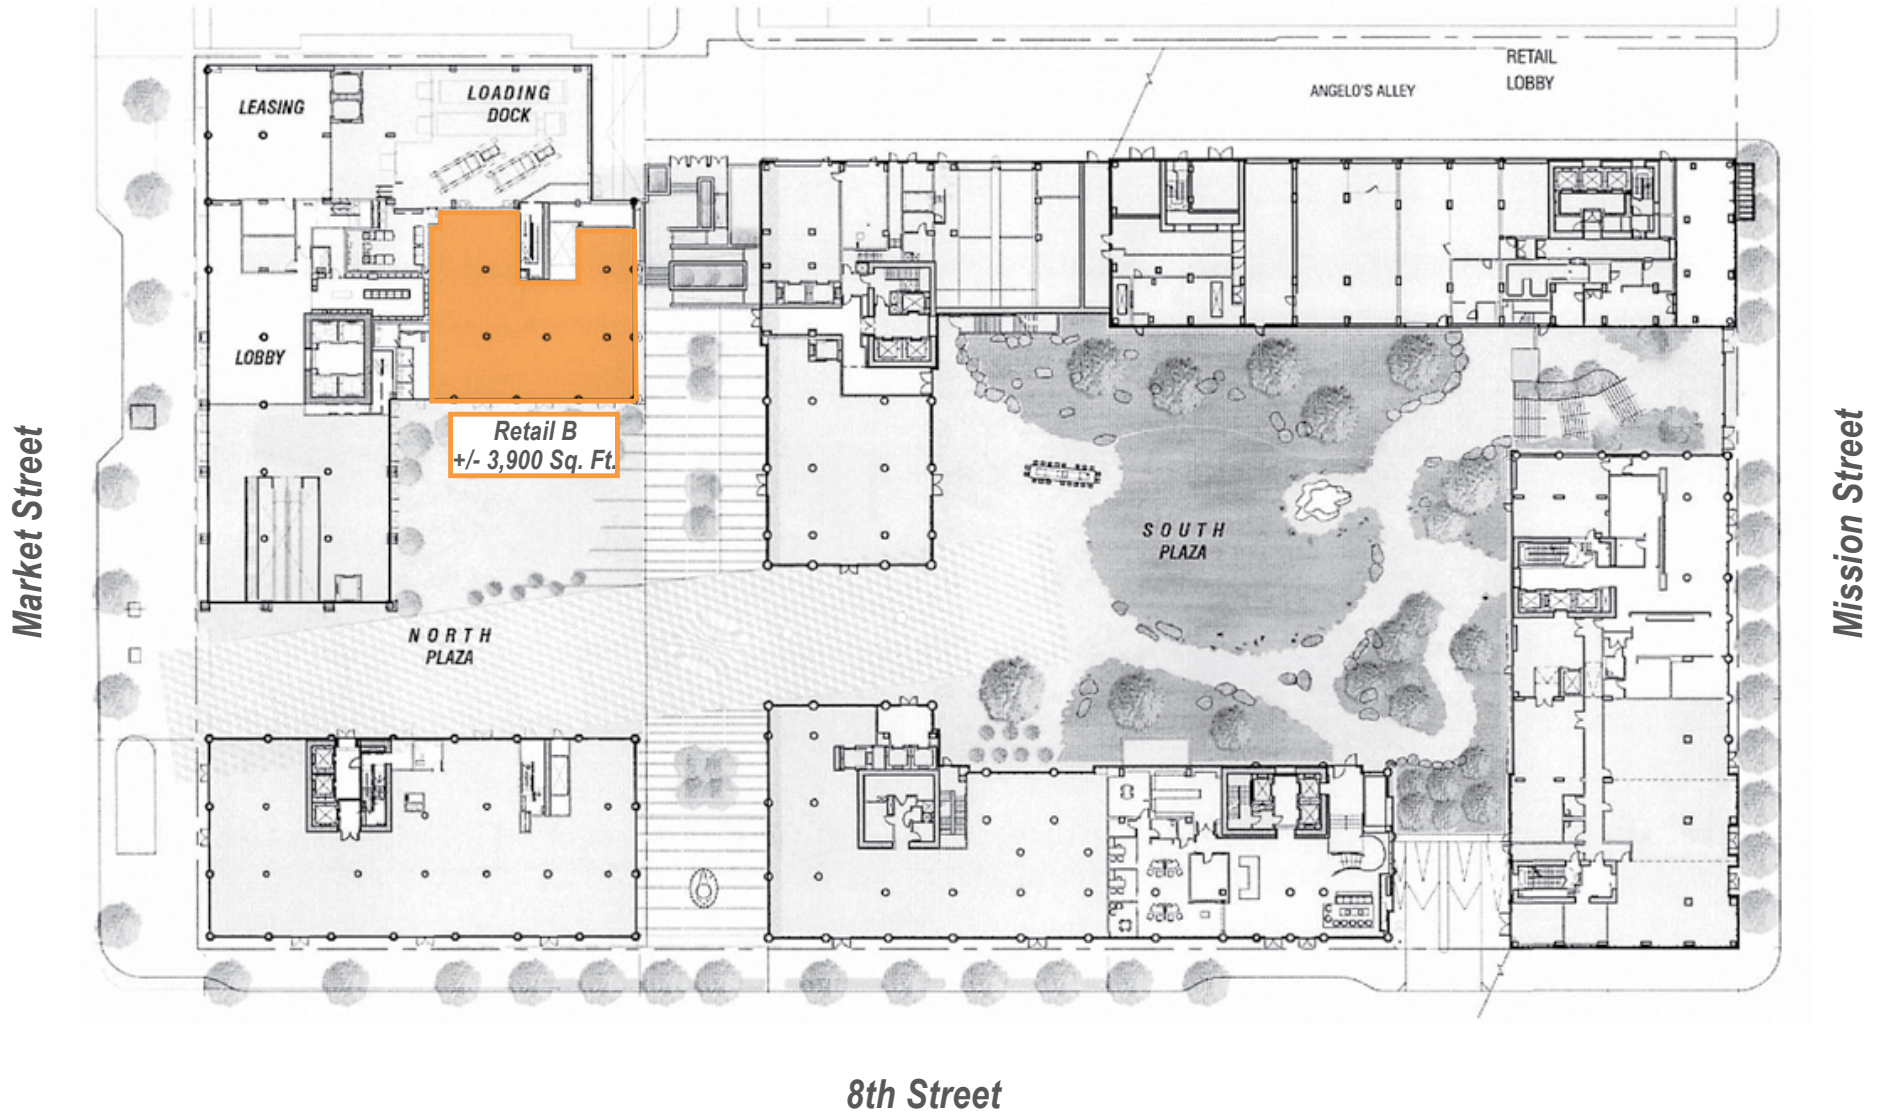 RETAIL
LOBBY
ANGELO'S ALLEY
LEASING
LOADING
DOCK
LOBBY
Retail B
+/- 3,900 Sq. Ft.
SOUTH
PLAZA
NORTH
PLAZA
Market Street
Mission Street
8th Street